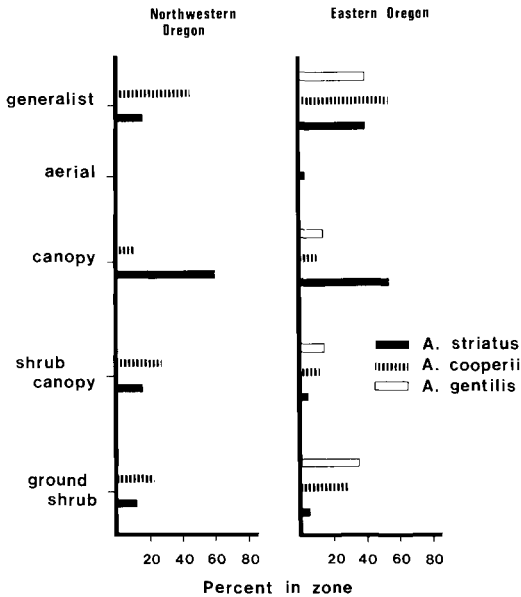 Northwestern
Oregon
Eastern Oregon
generalist
aerial
canopy
shrub
canopy
ground
shrub
A. striatus
A. cooperii
A. gentilis
20 40 60 80
20 40 60 80
Percent in zone